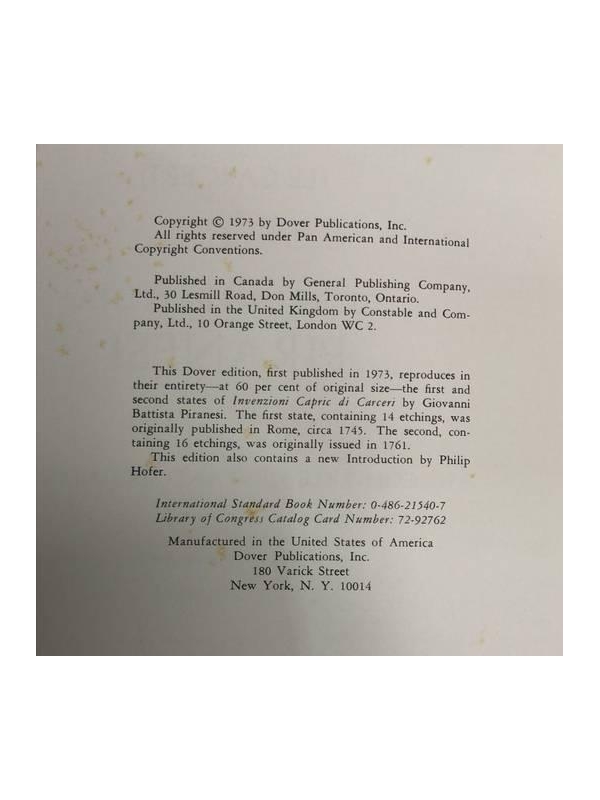 Copyright © 1973 by Dover Publications, Inc.
All rights reserved under Pan American and International
Copyright Conventions.
Published in Canada by General Publishing Company,
Ltd., 30 Lesmill Road, Don Mills, Toronto, Ontario.
Published in the United Kingdom by Constable and Com-
pany, Ltd., 10 Orange Street, London WC 2.
This Dover edition, first published in 1973, reproduces in
their entirety—at 60 per cent of original size—the first and
second states of Invenzioni Capric di Carceri by Giovanni
Battista Piranesi. The first state, containing 14 etchings, was
originally published in Rome, circa 1745. The second, con-
taining 16 etchings, was originally issued in 1761.
This edition also contains a new Introduction by Philip
Hofer.
International Standard Book Number: 0-486-21540-7
Library of Congress Catalog Card Number: 72-92762
Manufactured in the United States of America
Dover Publications, Inc.
180 Varick Street
New York, N. Y. 10014